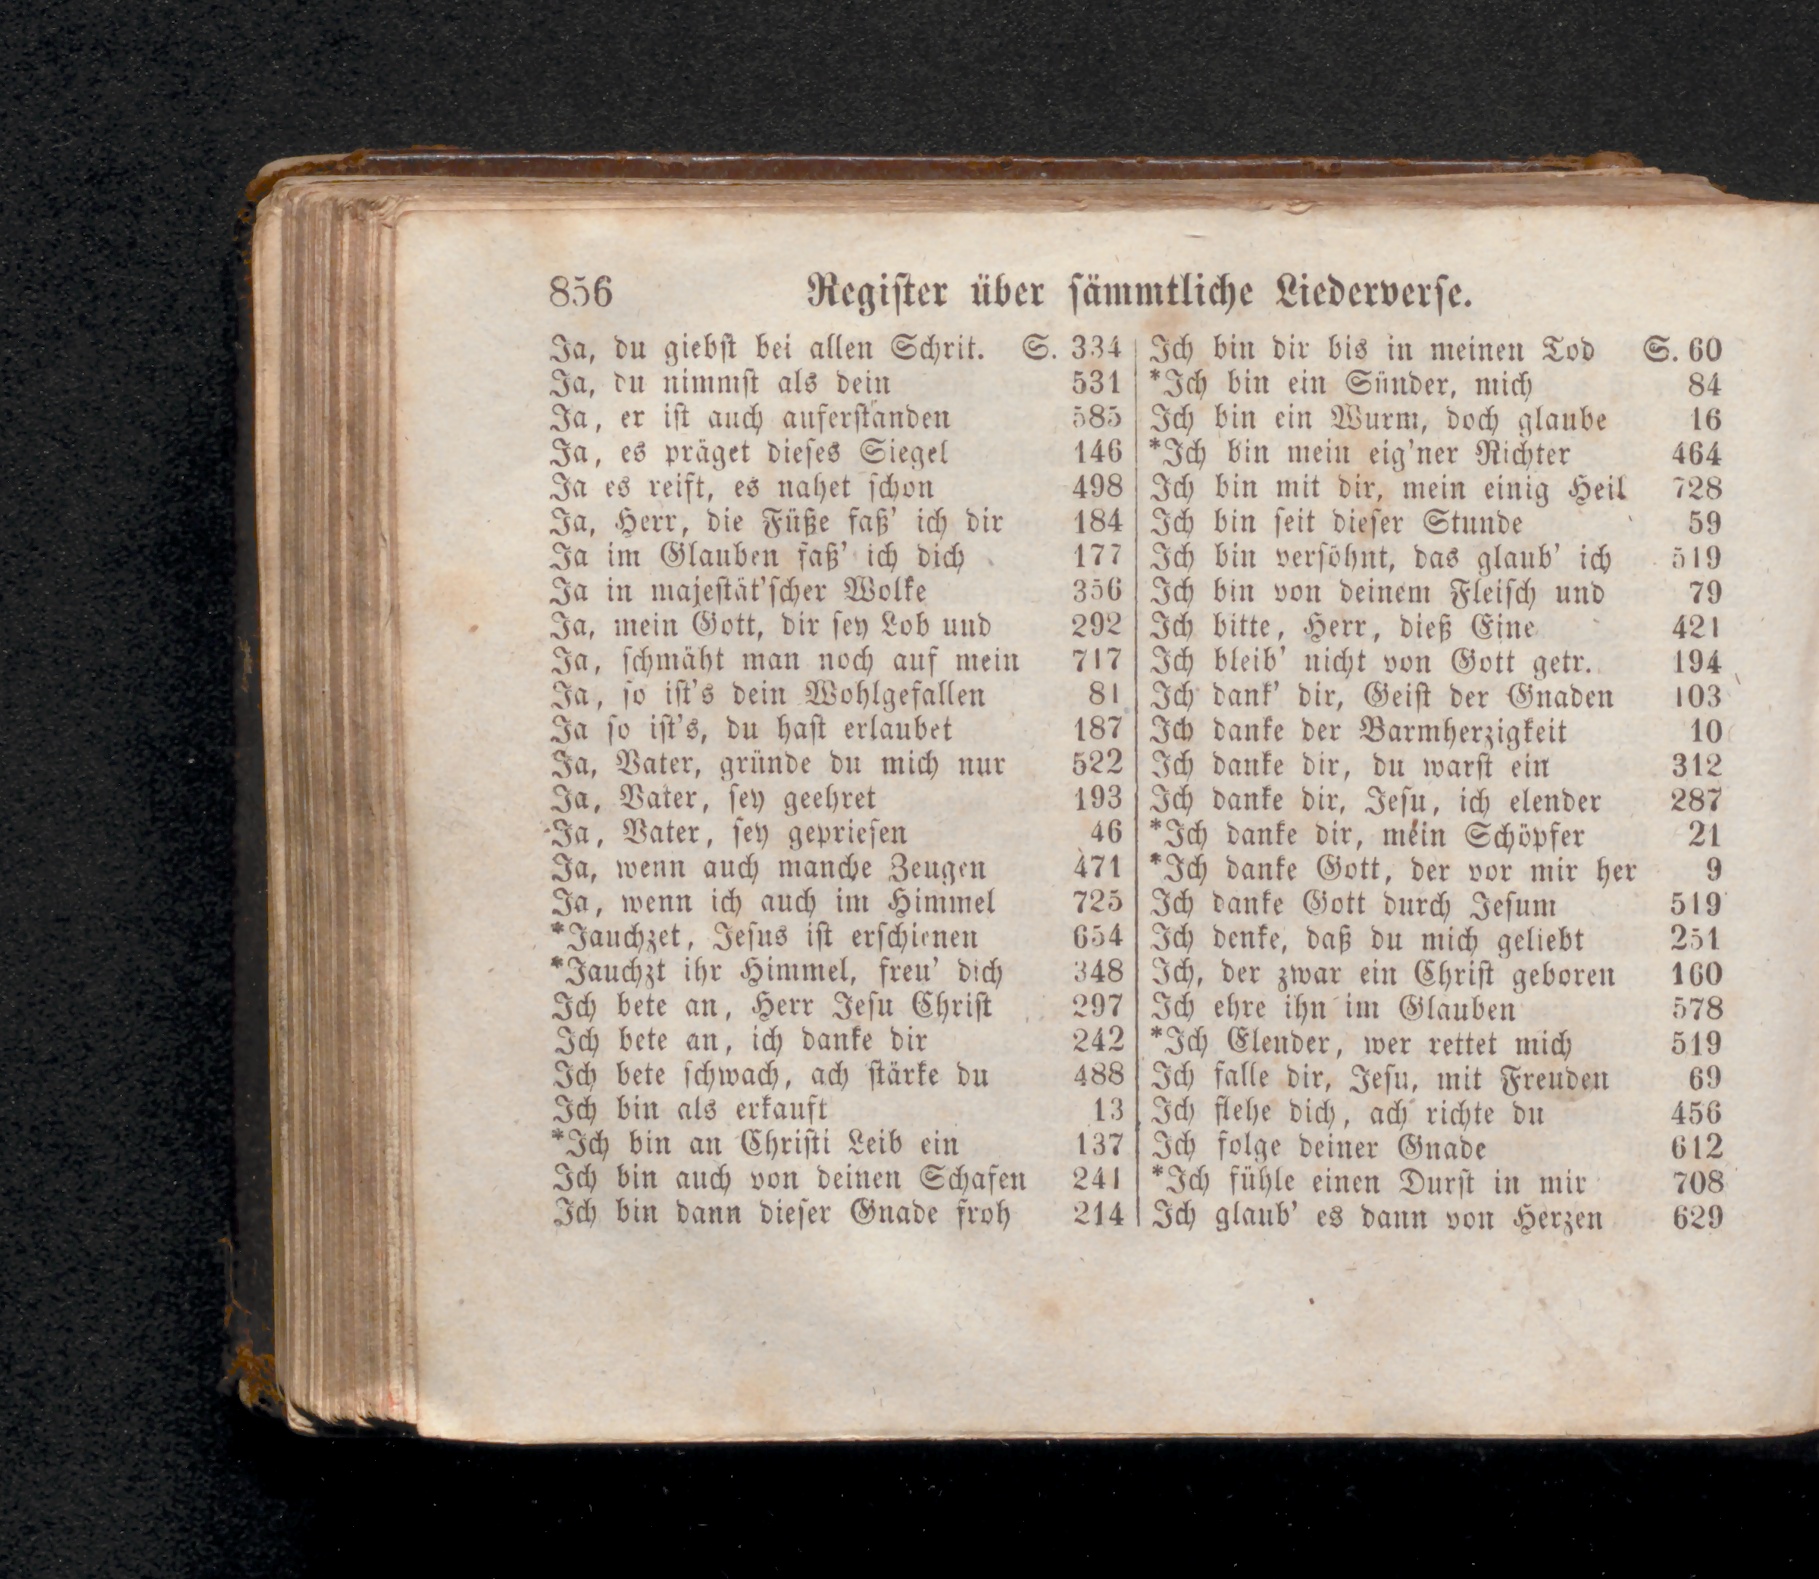 856 Register über sämmtliche Liederverse.
Ja, du giebst bei allen Schrit. S. 334
Ja, du nimmst als dein 531
Ja, er ist auch auferstanden 585
Ja, es präget dieses Siegel 146
Ja es reift, es nahet schon 498
Ja, Herr, die Füße faß' ich dir 184
Ja im Glauben faß' ich dich 177
Ja in majestät'scher Wolke 356
Ja, mein Gott, dir sey Lob und 292
Ja, schmäht man noch auf mein 717
Ja, so ist's dein Wohlgefallen 81
Ja so ist's, du hast erlaubet 187
Ja, Vater, gründe du mich nur 522
Ja, Vater, sey geehret 193
Ja, Vater, sey gepriesen 46
Ja, wenn auch manche Zeugen 471
Ja, wenn ich auch im Himmel 725
*Jauchzet, Jesus ist erschienen 654
*Jauchzt ihr Himmel, freu' dich 348
Ich bete an, Herr Jesu Christ 297
Ich bete an, ich danke dir 242
Ich bete schwach, ach stärke du 488
Ich bin als erkauft 13
*Ich bin an Christi Leib ein 137
Ich bin auch von deinen Schafen 241
Ich bin dann dieser Gnade froh 214
Ich bin dir bis in meinen Tod S. 60
*Ich bin ein Sünder, mich 84
Ich bin ein Wurm, doch glaube 16
*Ich bin mein eig'ner Richter 464
Ich bin mit dir, mein einig Heil 728
Ich bin seit dieser Stunde 59
Ich bin versöhnt, das glaub' ich 519
Ich bin von deinem Fleisch und 79
Ich bitte, Herr, dieß Eine 421
Ich bleib' nicht von Gott getr. 194
Ich dank' dir, Geist der Gnaden 103
Ich danke der Barmherzigkeit 10
Ich danke dir, du warst ein 312
Ich danke dir, Jesu, ich elender 287
*Ich danke dir, mein Schöpfer 21
*Ich danke Gott, der vor mir her 9
Ich danke Gott durch Jesum 519
Ich denke, daß du mich geliebt 251
Ich, der zwar ein Christ geboren 160
Ich ehre ihn im Glauben 578
*Ich Elender, wer rettet mich 519
Ich falle dir, Jesu, mit Freuden 69
Ich flehe dich, ach richte du 456
Ich folge deiner Gnade 612
*Ich fühle einen Durst in mir 708
Ich glaub' es dann von Herzen 629